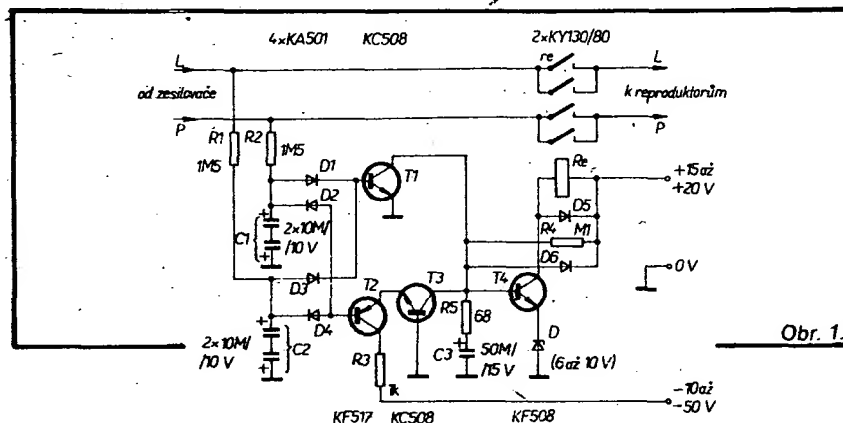 4×KA501 KC508 2×KY130/80
L re L
od zesilovače k reproduktorům
P P
R1 R2
1M5 1M5
D1 T1 Re
D2 +15 až
+20 V
C1 2×10M/
/10 V
D5
R4 M1
D3 D6
T2 T3 T4 0 V
D4 R5
68
2×10M/
/10 V
C2 C3 50M/
/15 V
D
(6 až 10 V)
Obr. 1.
R3
1k
-10 až
-50 V
KF517 KC508 KF508